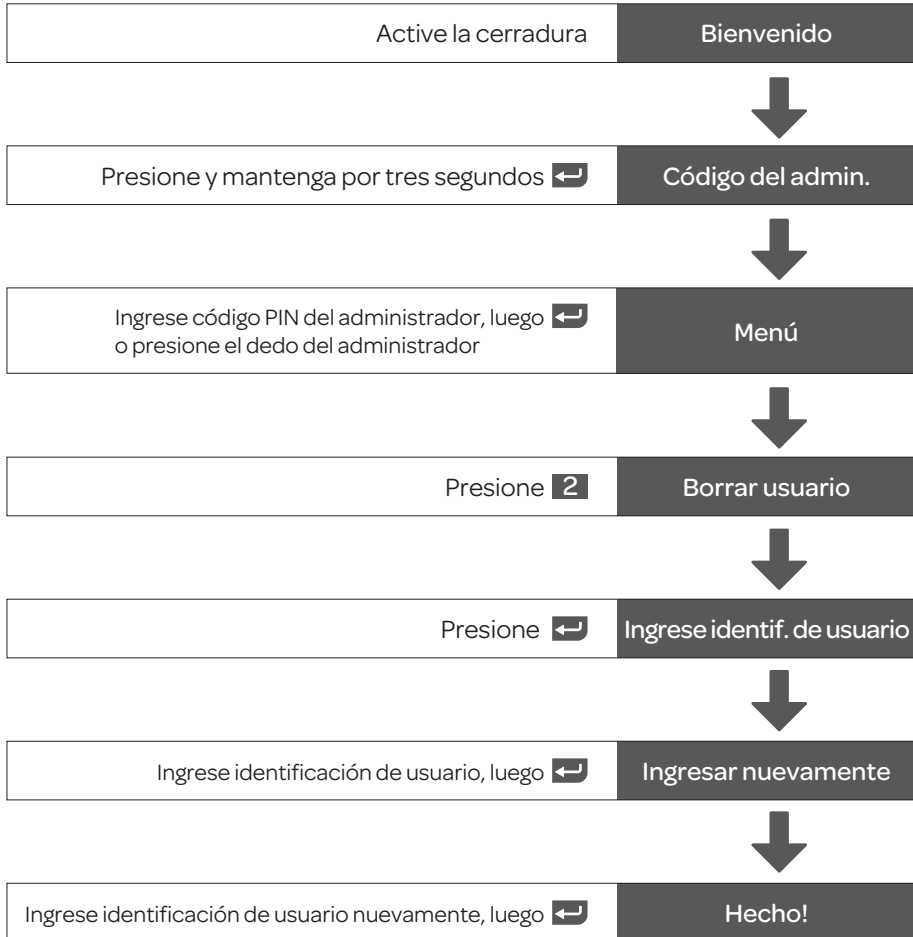 Active la cerradura Bienvenido
Presione y mantenga por tres segundos Código del admin.
Ingrese código PIN del administrador, luego
o presione el dedo del administrador
Menú
Presione 2 Borrar usuario
Presione Ingrese identif. de usuario
Ingrese identificación de usuario, luego Ingresar nuevamente
Ingrese identificación de usuario nuevamente, luego Hecho!